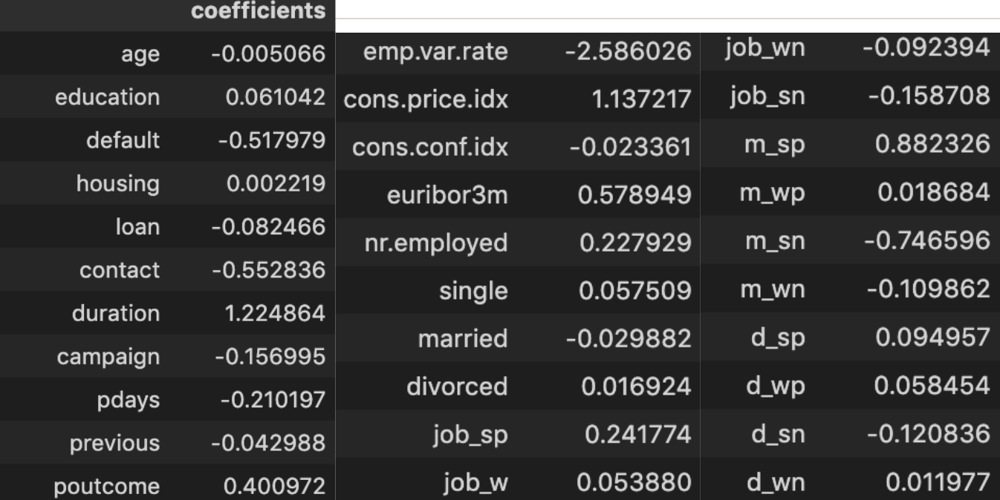 coefficients
age -0.005066
education 0.061042
default -0.517979
housing 0.002219
loan -0.082466
contact -0.552836
duration 1.224864
campaign -0.156995
pdays -0.210197
previous -0.042988
poutcome 0.400972
emp.var.rate -2.586026
cons.price.idx 1.137217
cons.conf.idx -0.023361
euribor3m 0.578949
nr.employed 0.227929
single 0.057509
married -0.029882
divorced 0.016924
job_sp 0.241774
job_w 0.053880
job_wn -0.092394
job_sn -0.158708
m_sp 0.882326
m_wp 0.018684
m_sn -0.746596
m_wn -0.109862
d_sp 0.094957
d_wp 0.058454
d_sn -0.120836
d_wn 0.011977